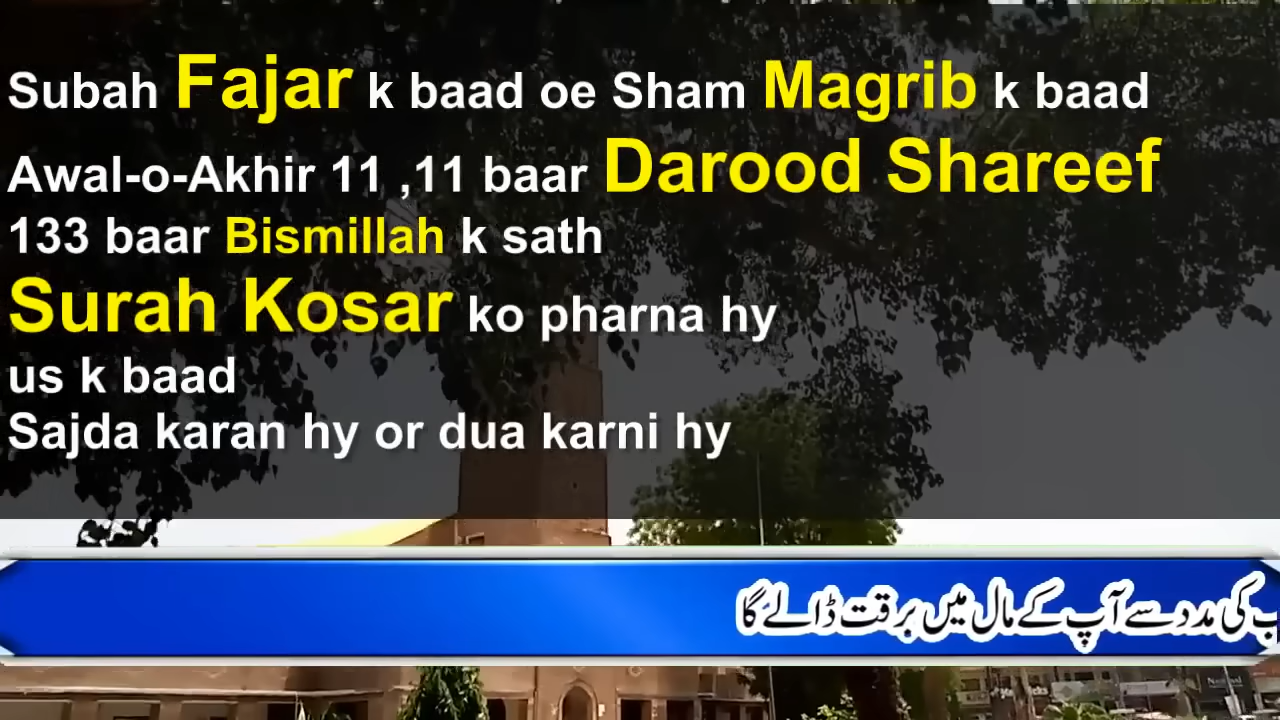 Subah Fajar k baad oe Sham Magrib k baad
Awal-o-Akhir 11 ,11 baar Darood Shareef
133 baar Bismillah k sath
Surah Kosar ko pharna hy
us k baad
Sajda karan hy or dua karni hy
کی مدد سے آپ کے مال میں برقت ڈالے گا